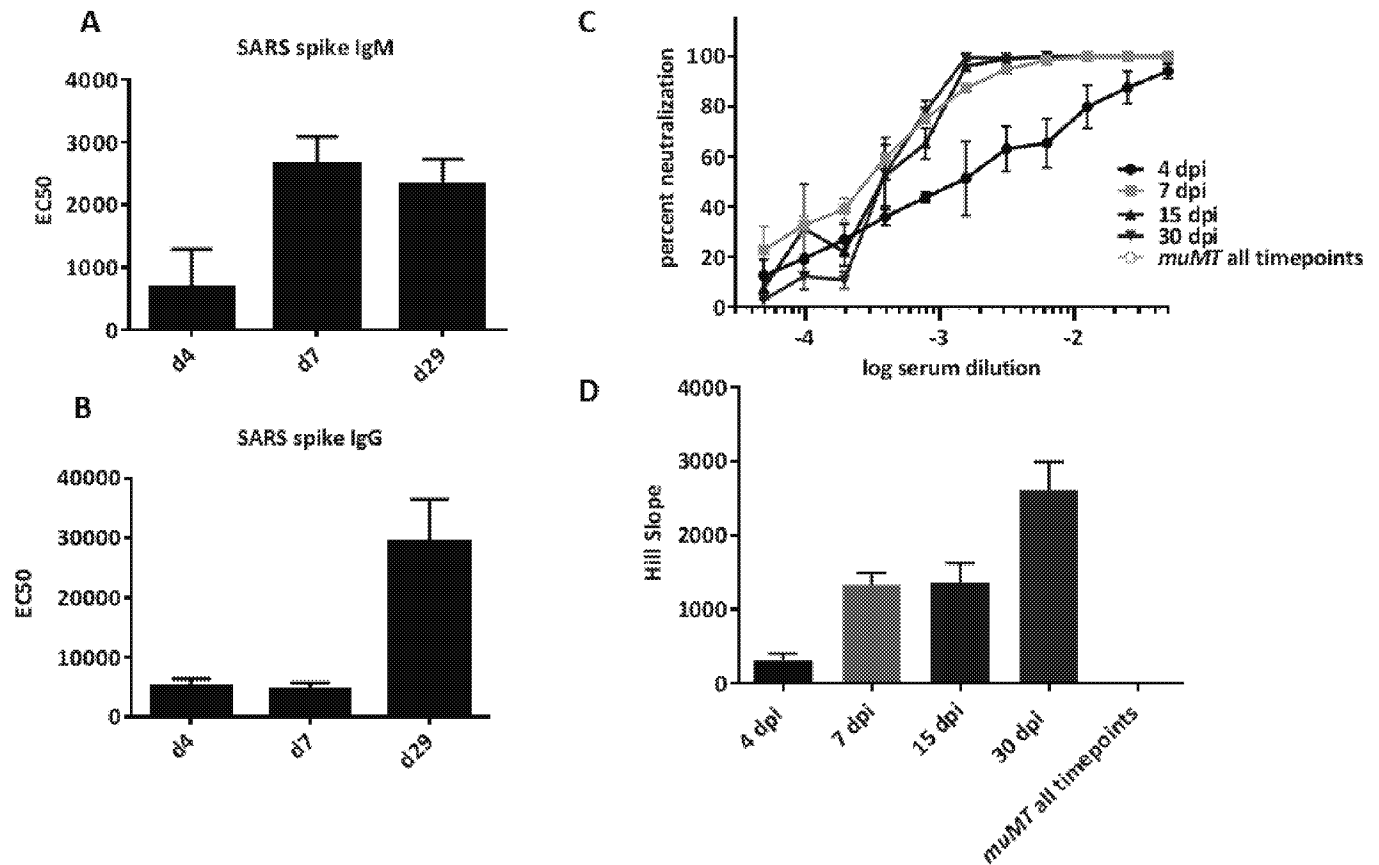 A
SARS spike IgM
EC50
4000
3000
2000
1000
0
d4
d7
d29
B
SARS spike IgG
EC50
40000
30000
20000
10000
0
d4
d7
d29
C
percent neutralization
100
80
60
40
20
0
-4
-3
-2
log serum dilution
4 dpi
7 dpi
15 dpi
30 dpi
muMT all timepoints
D
Hill Slope
4000
3000
2000
1000
0
4 dpi
7 dpi
15 dpi
30 dpi
muMT all timepoints